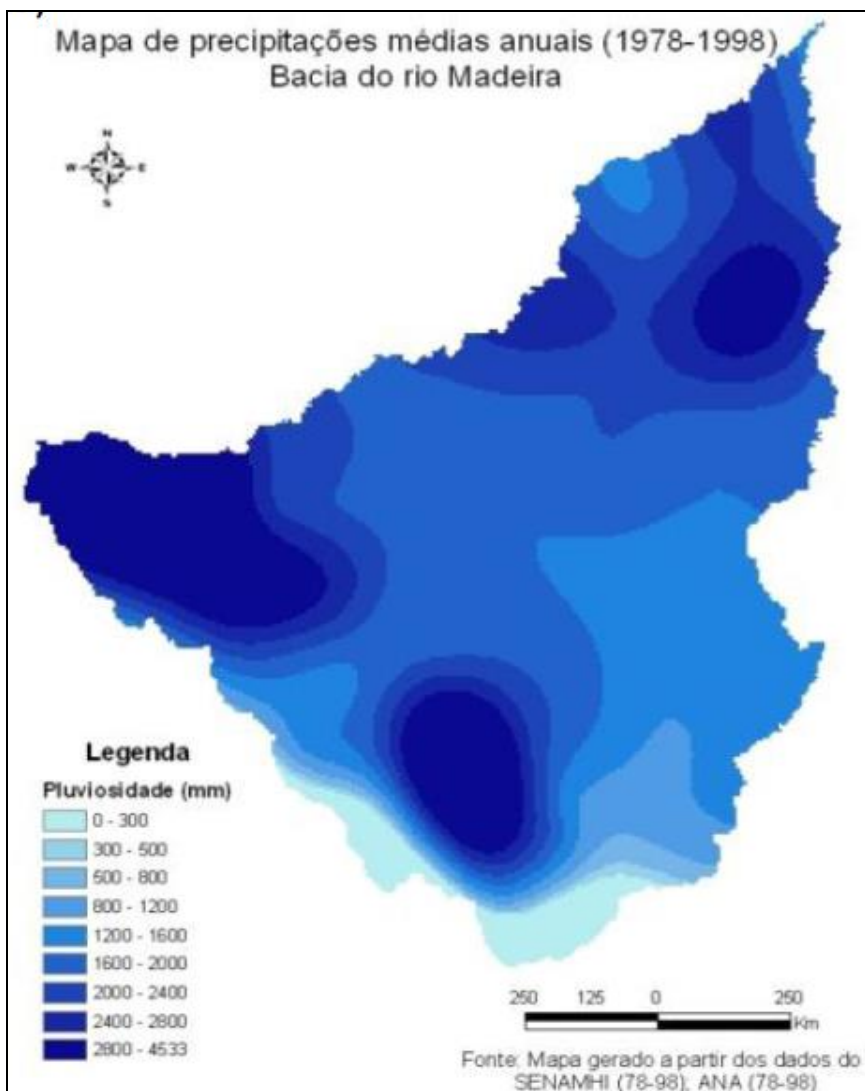 Mapa de precipitações médias anuais (1978-1998)
Bacia do rio Madeira
N
W E
S
Legenda
Pluviosidade (mm)
0 - 300
300 - 500
500 - 800
800 - 1200
1200 - 1600
1600 - 2000
2000 - 2400
2400 - 2800
2800 - 4533
250 125 0 250
Km
Fonte: Mapa gerado a partir dos dados do
SENAMHI (78-98); ANA (78-98)